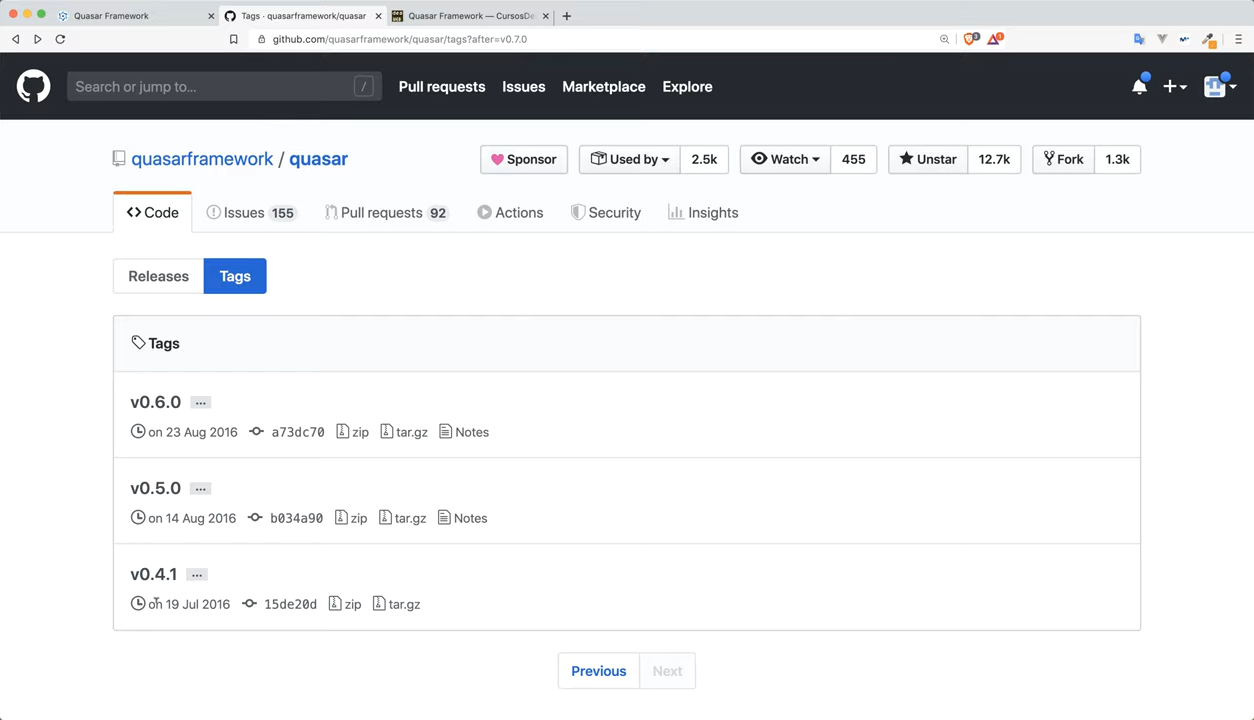 Quasar Framework
Tags · quasarframework/quasar
Quasar Framework — CursosDe
github.com/quasarframework/quasar/tags?after=v0.7.0
3
1
Search or jump to...
/
Pull requests
Issues
Marketplace
Explore
quasarframework / quasar
Sponsor
Used by
2.5k
Watch
455
Unstar
12.7k
Fork
1.3k
Code
Issues 155
Pull requests 92
Actions
Security
Insights
Releases
Tags
Tags
v0.6.0 ...
on 23 Aug 2016 a73dc70 zip tar.gz Notes
v0.5.0 ...
on 14 Aug 2016 b034a90 zip tar.gz Notes
v0.4.1 ...
on 19 Jul 2016 15de20d zip tar.gz
Previous
Next